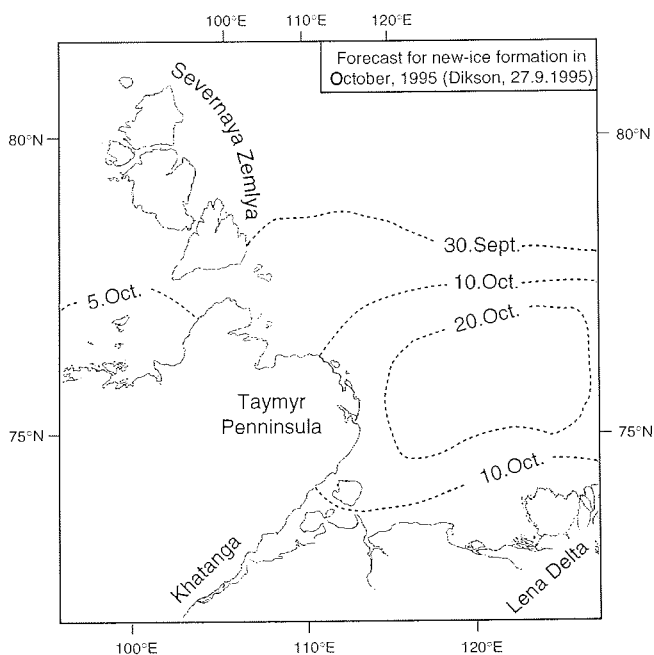 100°E 110°E 120°E
Forecast for new-ice formation in
October, 1995 (Dikson, 27.9.1995)
Severnaya Zemlya
80°N 80°N
30.Sept.
5.Oct.
10.Oct.
20.Oct.
Taymyr
Penninsula
75°N 75°N
10.Oct.
Khatanga
Lena Delta
100°E 110°E 120°E